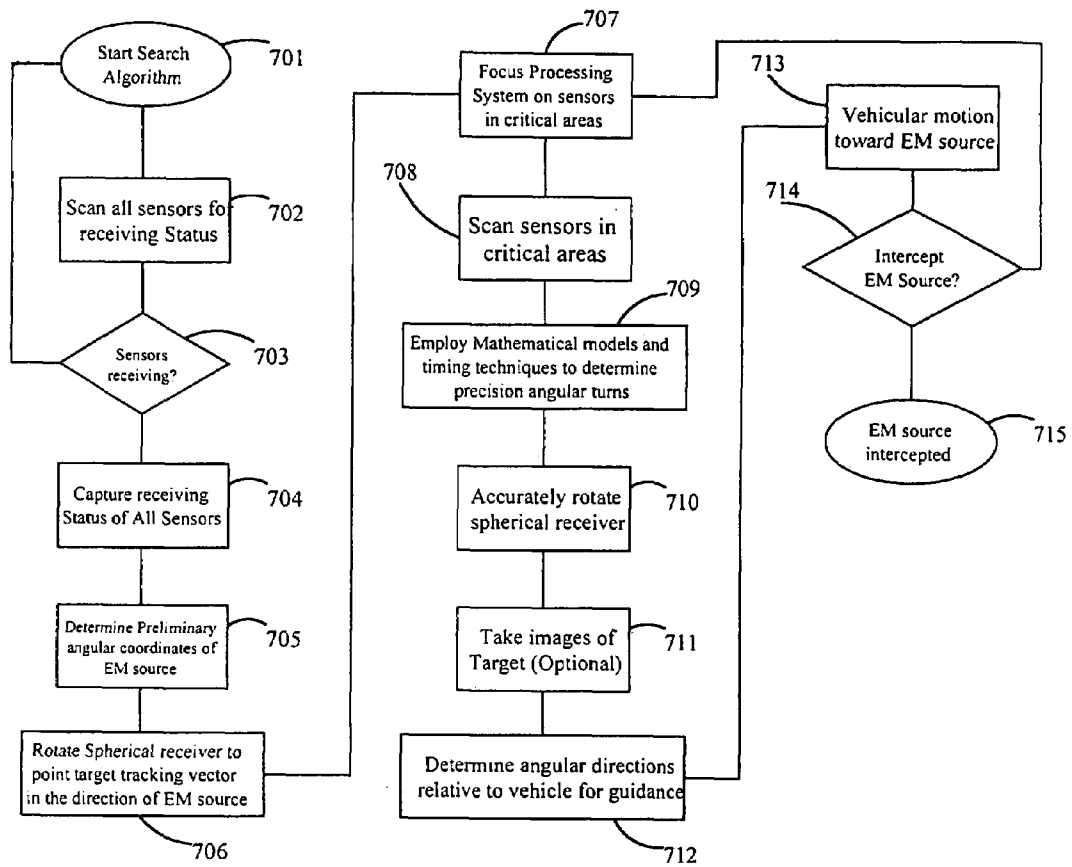 Start Search
Algorithm
701
Scan all sensors for
receiving Status
702
Sensors
receiving?
703
Capture receiving
Status of All Sensors
704
Determine Preliminary
angular coordinates of
EM source
705
Rotate Spherical receiver to
point target tracking vector
in the direction of EM source
706
707
Focus Processing
System on sensors
in critical areas
708
Scan sensors in
critical areas
709
Employ Mathematical models and
timing techniques to determine
precision angular turns
Accurately rotate
spherical receiver
710
Take images of
Target (Optional)
711
Determine angular directions
relative to vehicle for guidance
712
713
Vehicular motion
toward EM source
714
Intercept
EM Source?
EM source
intercepted
715